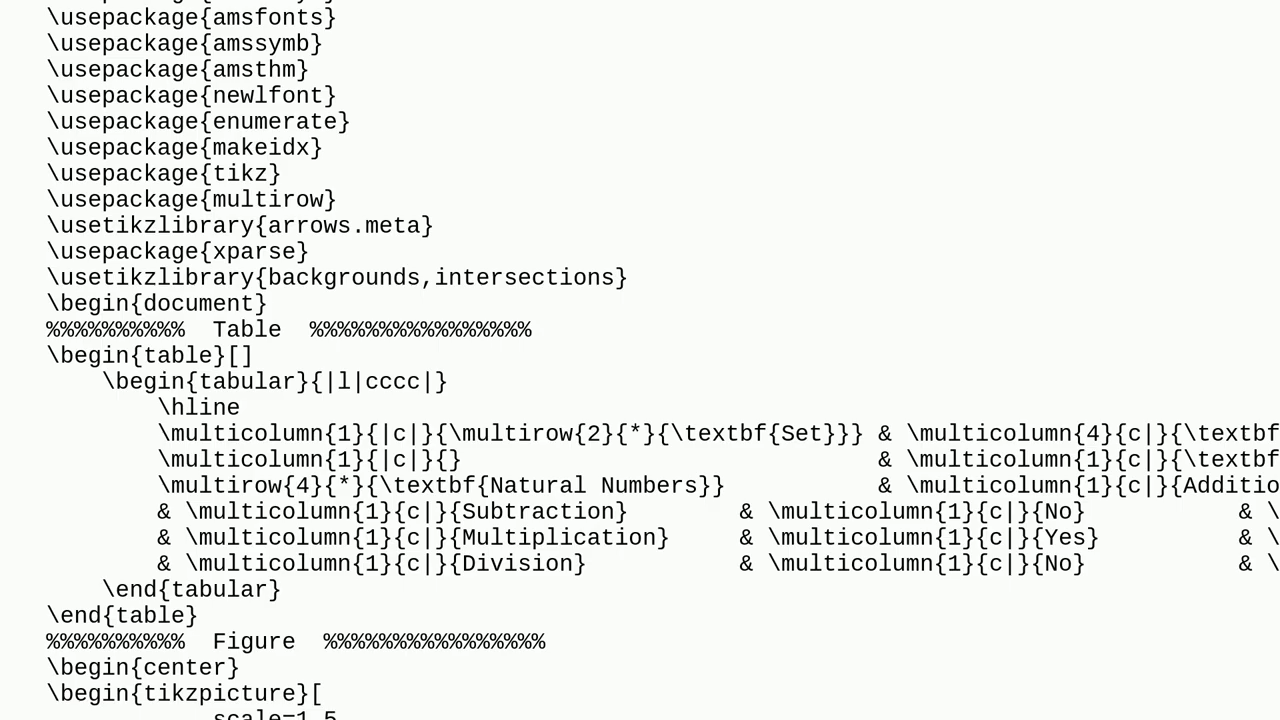 \usepackage{amsfonts}
\usepackage{amssymb}
\usepackage{amsthm}
\usepackage{newlfont}
\usepackage{enumerate}
\usepackage{makeidx}
\usepackage{tikz}
\usepackage{multirow}
\usetikzlibrary{arrows.meta}
\usepackage{xparse}
\usetikzlibrary{backgrounds,intersections}
\begin{document}
%%%%%%%%%%  Table  %%%%%%%%%%%%%%%%
\begin{table}[]
    \begin{tabular}{|l|cccc|}
        \hline
        \multicolumn{1}{|c|}{\multirow{2}{*}{\textbf{Set}}} & \multicolumn{4}{c|}{\textbf
        \multicolumn{1}{|c|}{}                              & \multicolumn{1}{c|}{\textbf
        \multirow{4}{*}{\textbf{Natural Numbers}}           & \multicolumn{1}{c|}{Additio
        & \multicolumn{1}{c|}{Subtraction}        & \multicolumn{1}{c|}{No}           & \
        & \multicolumn{1}{c|}{Multiplication}     & \multicolumn{1}{c|}{Yes}          & \
        & \multicolumn{1}{c|}{Division}           & \multicolumn{1}{c|}{No}           & \
    \end{tabular}
\end{table}
%%%%%%%%%%  Figure  %%%%%%%%%%%%%%%%
\begin{center}
\begin{tikzpicture}[
            scale=1.5